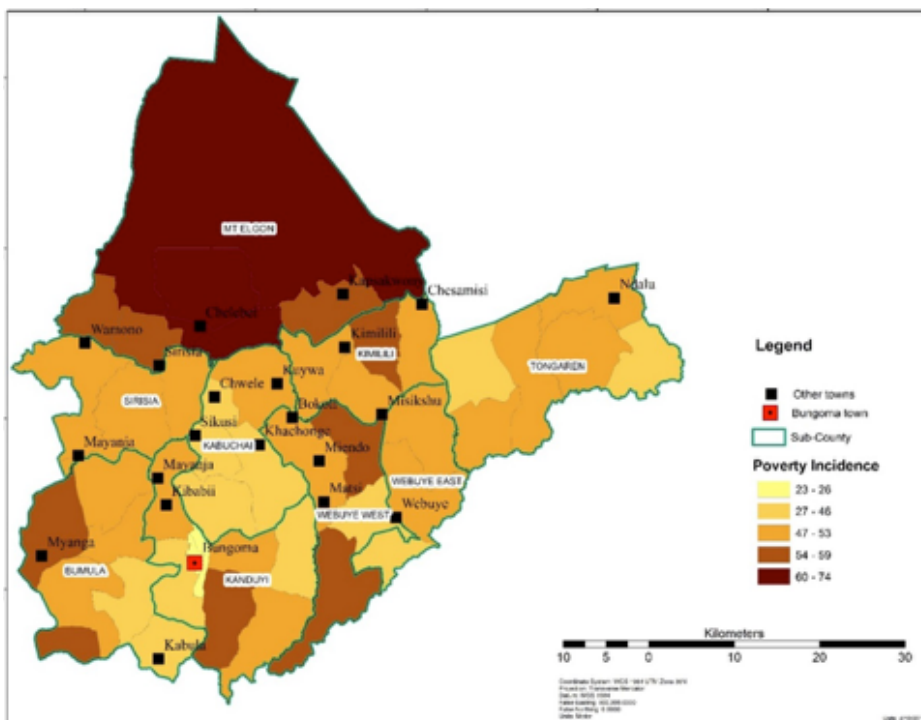 MT ELGON
Kapsakwony
Chesamisi
Ndalu
Chelebei
Wamono
Kimilili
KIMILILI
Sirisia
TONGAREN
Kuywa
Chwele
SIRISIA
Bokoli
Misikhu
Sikusi
KABUCHAI
Khachonge
Mayanja
Miendo
Mayanja
WEBUYE EAST
Kibabii
Matisi
WEBUYE WEST
Webuye
Myanga
Bungoma
BUMULA
KANDUYI
Kabula
Legend
Other towns
Bungoma town
Sub-County
Poverty Incidence
23 - 26
27 - 46
47 - 53
54 - 59
60 - 74
Kilometers
10 5 0 10 20 30